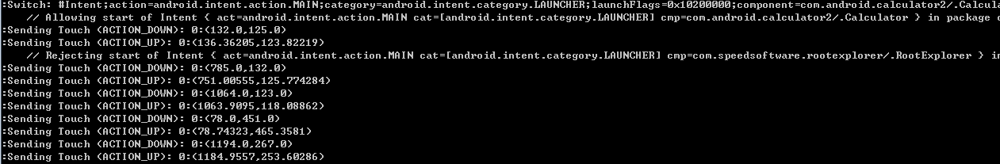 :Switch: #Intent;action=android.intent.action.MAIN;category=android.intent.category.LAUNCHER;launchFlags=0x10200000;component=com.android.calculator2/.Calcula
// Allowing start of Intent { act=android.intent.action.MAIN cat=[android.intent.category.LAUNCHER] cmp=com.android.calculator2/.Calculator } in package
:Sending Touch (ACTION_DOWN): 0:(132.0,125.0)
:Sending Touch (ACTION_UP): 0:(136.36205,123.82219)
// Rejecting start of Intent { act=android.intent.action.MAIN cat=[android.intent.category.LAUNCHER] cmp=com.speedsoftware.rootexplorer/.RootExplorer } in
:Sending Touch (ACTION_DOWN): 0:(785.0,132.0)
:Sending Touch (ACTION_UP): 0:(751.00555,125.774284)
:Sending Touch (ACTION_DOWN): 0:(1064.0,123.0)
:Sending Touch (ACTION_UP): 0:(1063.9095,118.08862)
:Sending Touch (ACTION_DOWN): 0:(78.0,451.0)
:Sending Touch (ACTION_UP): 0:(78.74323,465.3581)
:Sending Touch (ACTION_DOWN): 0:(1194.0,267.0)
:Sending Touch (ACTION_UP): 0:(1184.9557,253.60286)